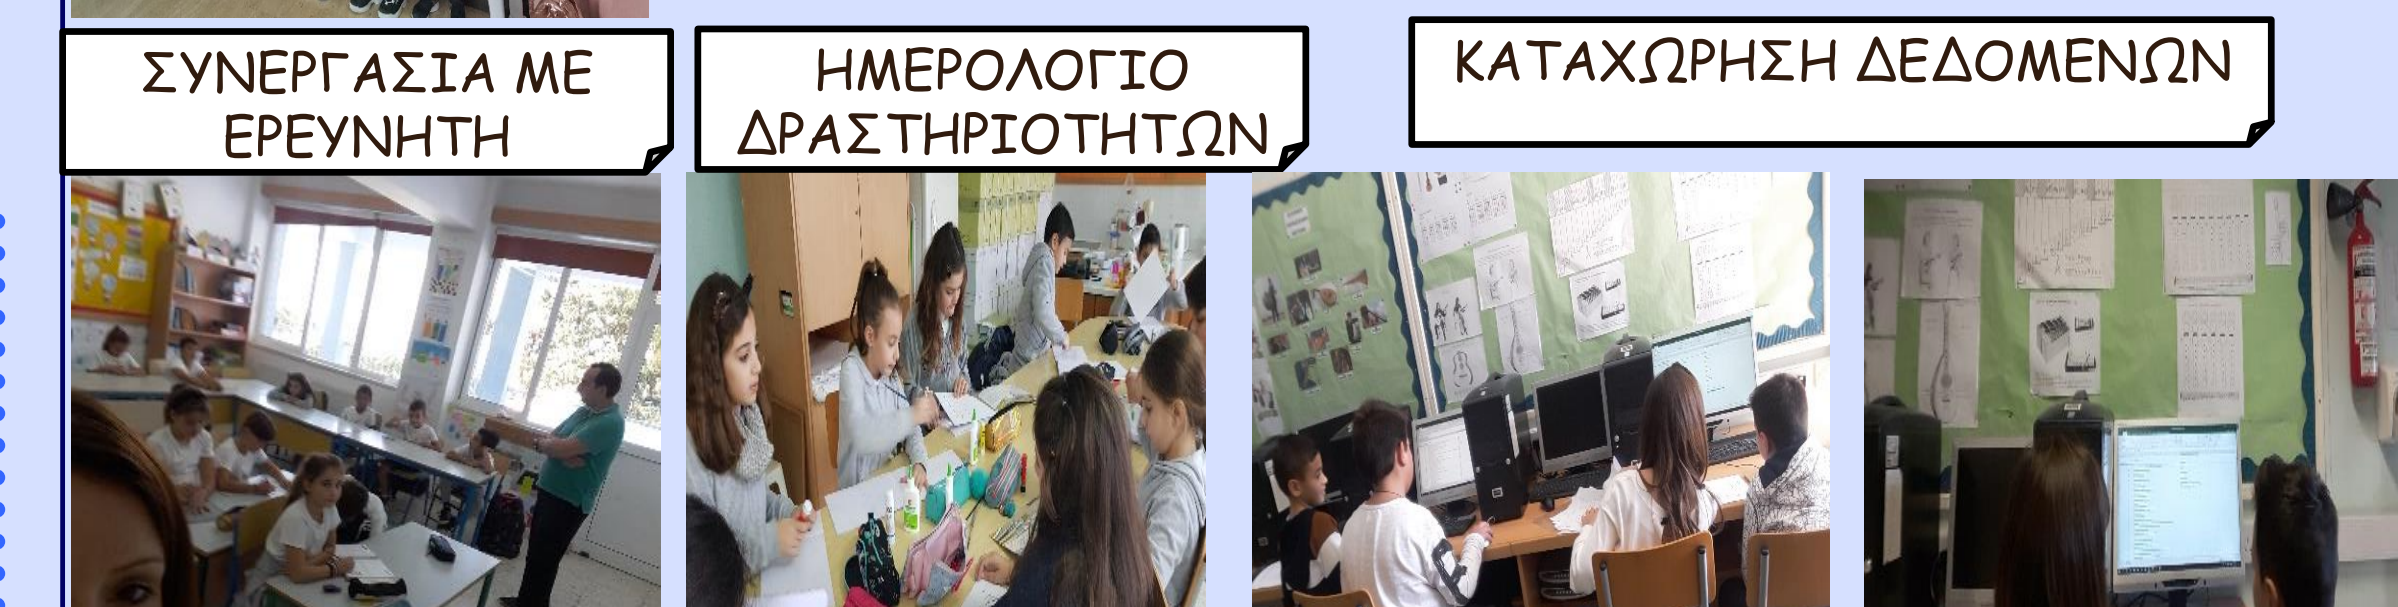 ΣΥΝΕΡΓΑΣΙΑ ΜΕ
ΕΡΕΥΝΗΤΗ
ΗΜΕΡΟΛΟΓΙΟ
ΔΡΑΣΤΗΡΙΟΤΗΤΩΝ
ΚΑΤΑΧΩΡΗΣΗ ΔΕΔΟΜΕΝΩΝ